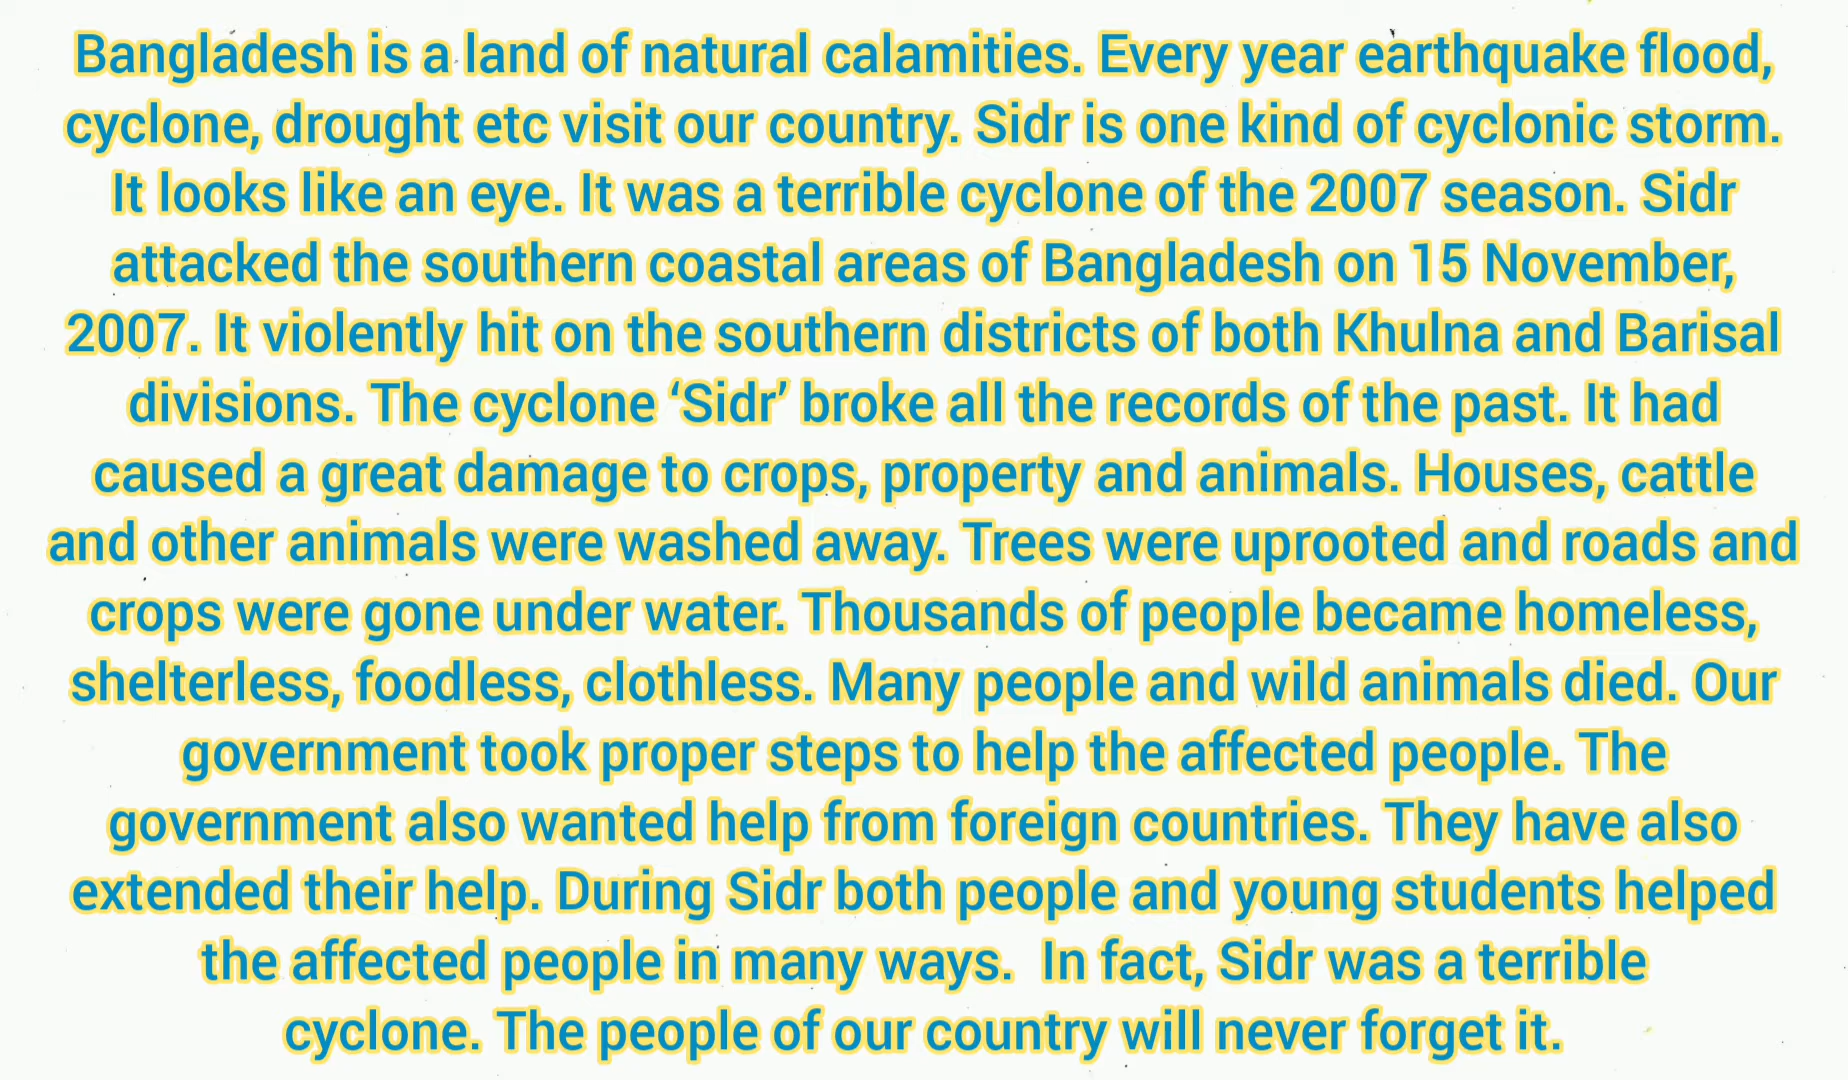 Bangladesh is a land of natural calamities. Every year earthquake flood,
cyclone, drought etc visit our country. Sidr is one kind of cyclonic storm.
It looks like an eye. It was a terrible cyclone of the 2007 season. Sidr
attacked the southern coastal areas of Bangladesh on 15 November,
2007. It violently hit on the southern districts of both Khulna and Barisal
divisions. The cyclone ‘Sidr’ broke all the records of the past. It had
caused a great damage to crops, property and animals. Houses, cattle
and other animals were washed away. Trees were uprooted and roads and
crops were gone under water. Thousands of people became homeless,
shelterless, foodless, clothless. Many people and wild animals died. Our
government took proper steps to help the affected people. The
government also wanted help from foreign countries. They have also
extended their help. During Sidr both people and young students helped
the affected people in many ways.  In fact, Sidr was a terrible
cyclone. The people of our country will never forget it.